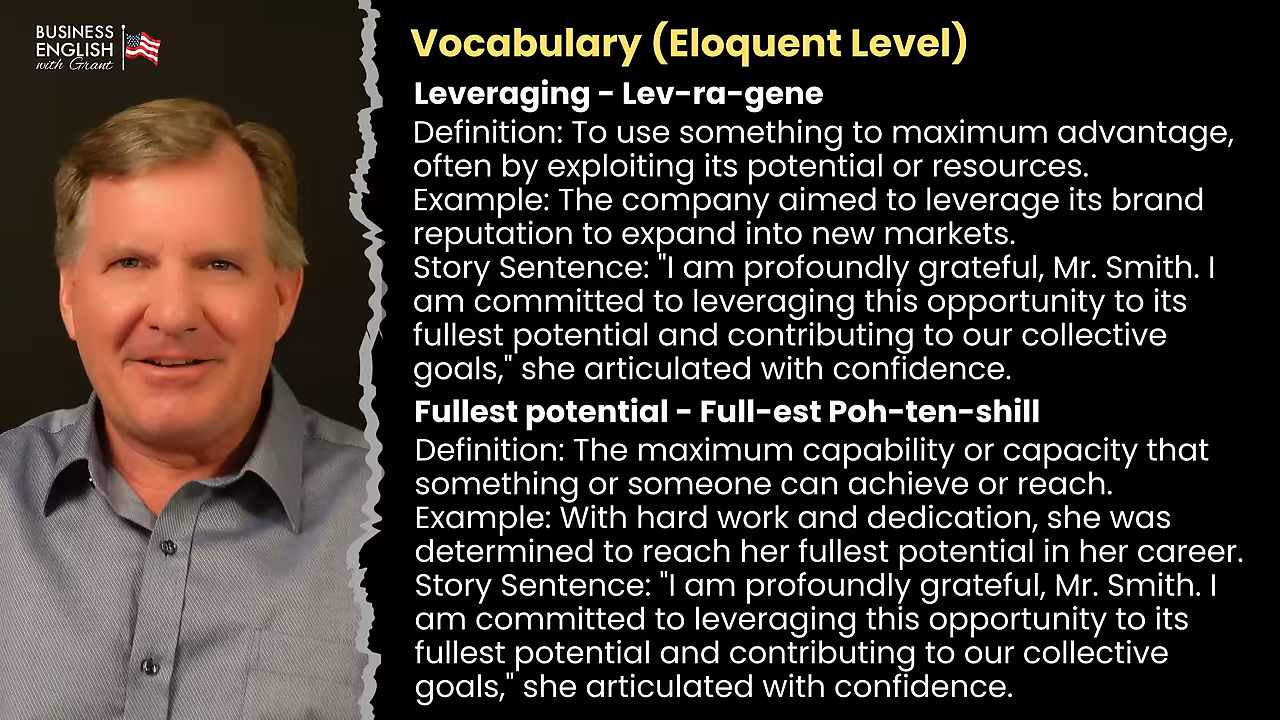 BUSINESS
ENGLISH
with Grant
Vocabulary (Eloquent Level)
Leveraging - Lev-ra-gene
Definition: To use something to maximum advantage,
often by exploiting its potential or resources.
Example: The company aimed to leverage its brand
reputation to expand into new markets.
Story Sentence: "I am profoundly grateful, Mr. Smith. I
am committed to leveraging this opportunity to its
fullest potential and contributing to our collective
goals," she articulated with confidence.
Fullest potential - Full-est Poh-ten-shill
Definition: The maximum capability or capacity that
something or someone can achieve or reach.
Example: With hard work and dedication, she was
determined to reach her fullest potential in her career.
Story Sentence: "I am profoundly grateful, Mr. Smith. I
am committed to leveraging this opportunity to its
fullest potential and contributing to our collective
goals," she articulated with confidence.